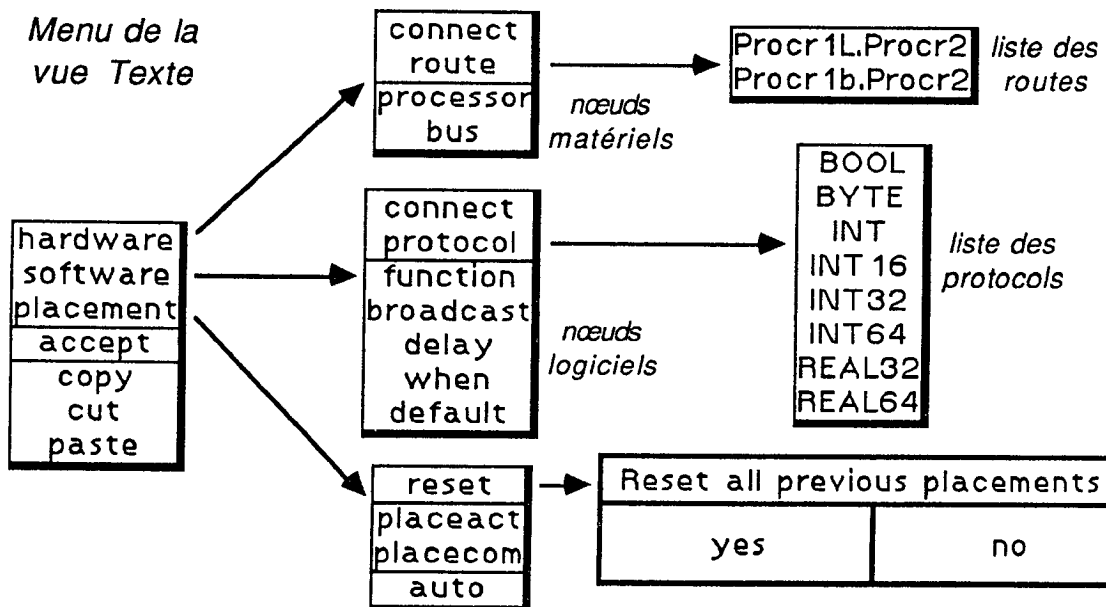 Menu de la
vue Texte
hardware
software
placement
accept
copy
cut
paste
connect
route
processor
bus
nœuds
matériels
Procr1L.Procr2
Procr1b.Procr2
liste des
routes
connect
protocol
function
broadcast
delay
when
default
nœuds
logiciels
BOOL
BYTE
INT
INT16
INT32
INT64
REAL32
REAL64
liste des
protocols
reset
placeact
placecom
auto
Reset all previous placements
yes
no